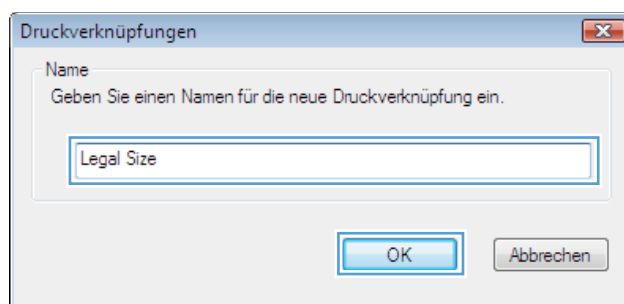 Druckverknüpfungen
Name
Geben Sie einen Namen für die neue Druckverknüpfung ein.
Legal Size
OK
Abbrechen